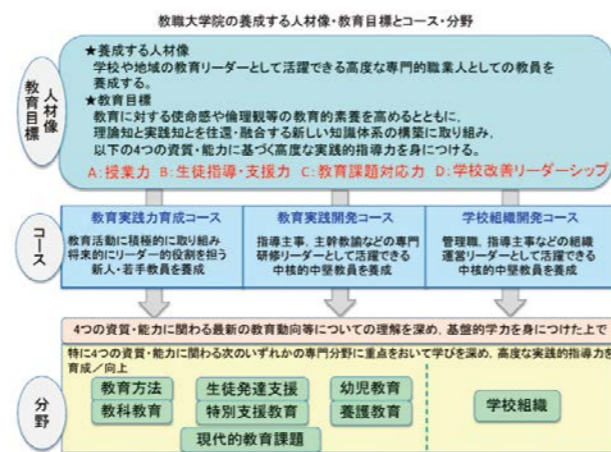 教職大学院の養成する人材像・教育目標とコース・分野
人材像
教育目標
★養成する人材像
学校や地域の教育リーダーとして活躍できる高度な専門的職業人としての教員を
養成する。
★教育目標
教育に対する使命感や倫理観等の教育的素養を高めるとともに,
理論知と実践知とを往還・融合する新しい知識体系の構築に取り組み,
以下の4つの資質・能力に基づく高度な実践的指導力を身につける。
A:授業力 B:生徒指導・支援力 C:教育課題対応力 D:学校改善リーダーシップ
コース
教育実践力育成コース
教育活動に積極的に取り組み
将来的にリーダー的役割を担う
新人・若手教員を養成
教育実践開発コース
指導主事,主幹教諭などの専門
研修リーダーとして活躍できる
中核的中堅教員を養成
学校組織開発コース
管理職,指導主事などの組織
運営リーダーとして活躍できる
中核的中堅教員を養成
4つの資質・能力に関わる最新の教育動向等についての理解を深め,基盤的学力を身につけた上で
分野
特に4つの資質・能力に関わる次のいずれかの専門分野に重点をおいて学びを深め,高度な実践的指導力を
育成/向上
教育方法
生徒発達支援
幼児教育
教科教育
特別支援教育
養護教育
学校組織
現代的教育課題